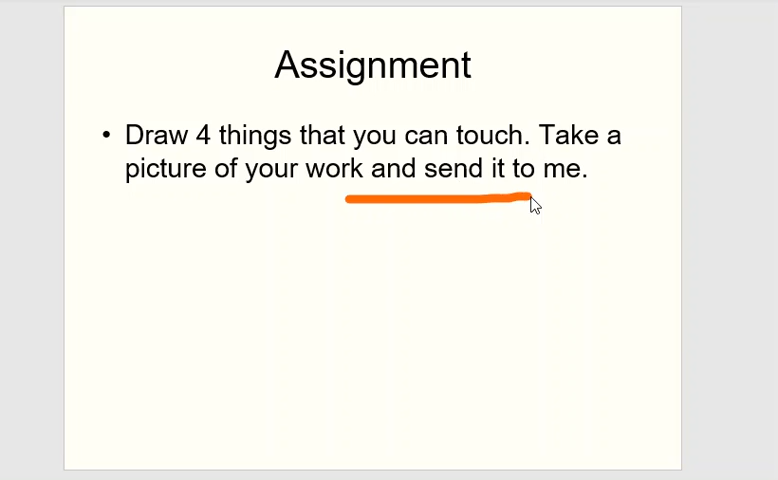 Assignment
• Draw 4 things that you can touch. Take a
picture of your work and send it to me.